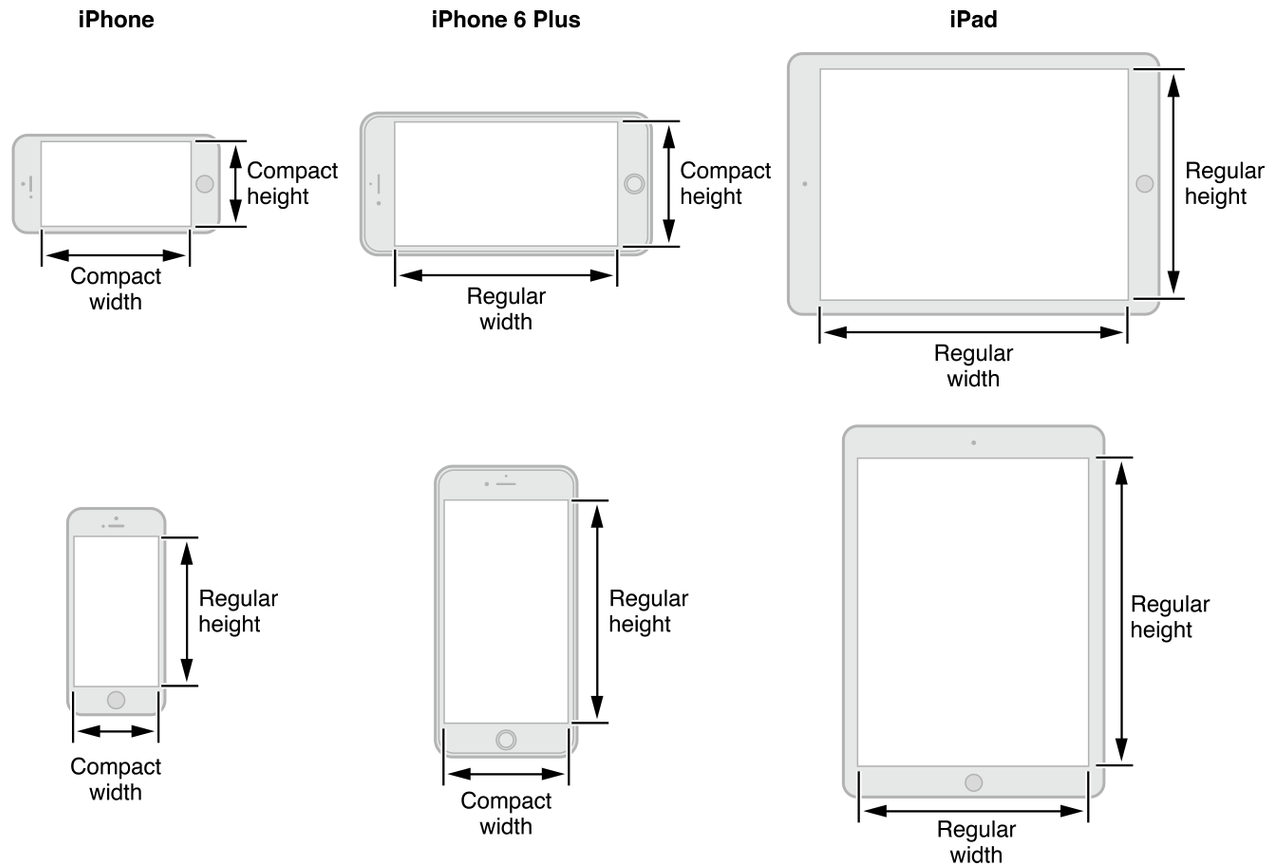 iPhone
iPhone 6 Plus
iPad
Compact
height
Compact
width
Compact
height
Regular
width
Regular
height
Regular
width
Regular
height
Compact
width
Regular
height
Compact
width
Regular
height
Regular
width